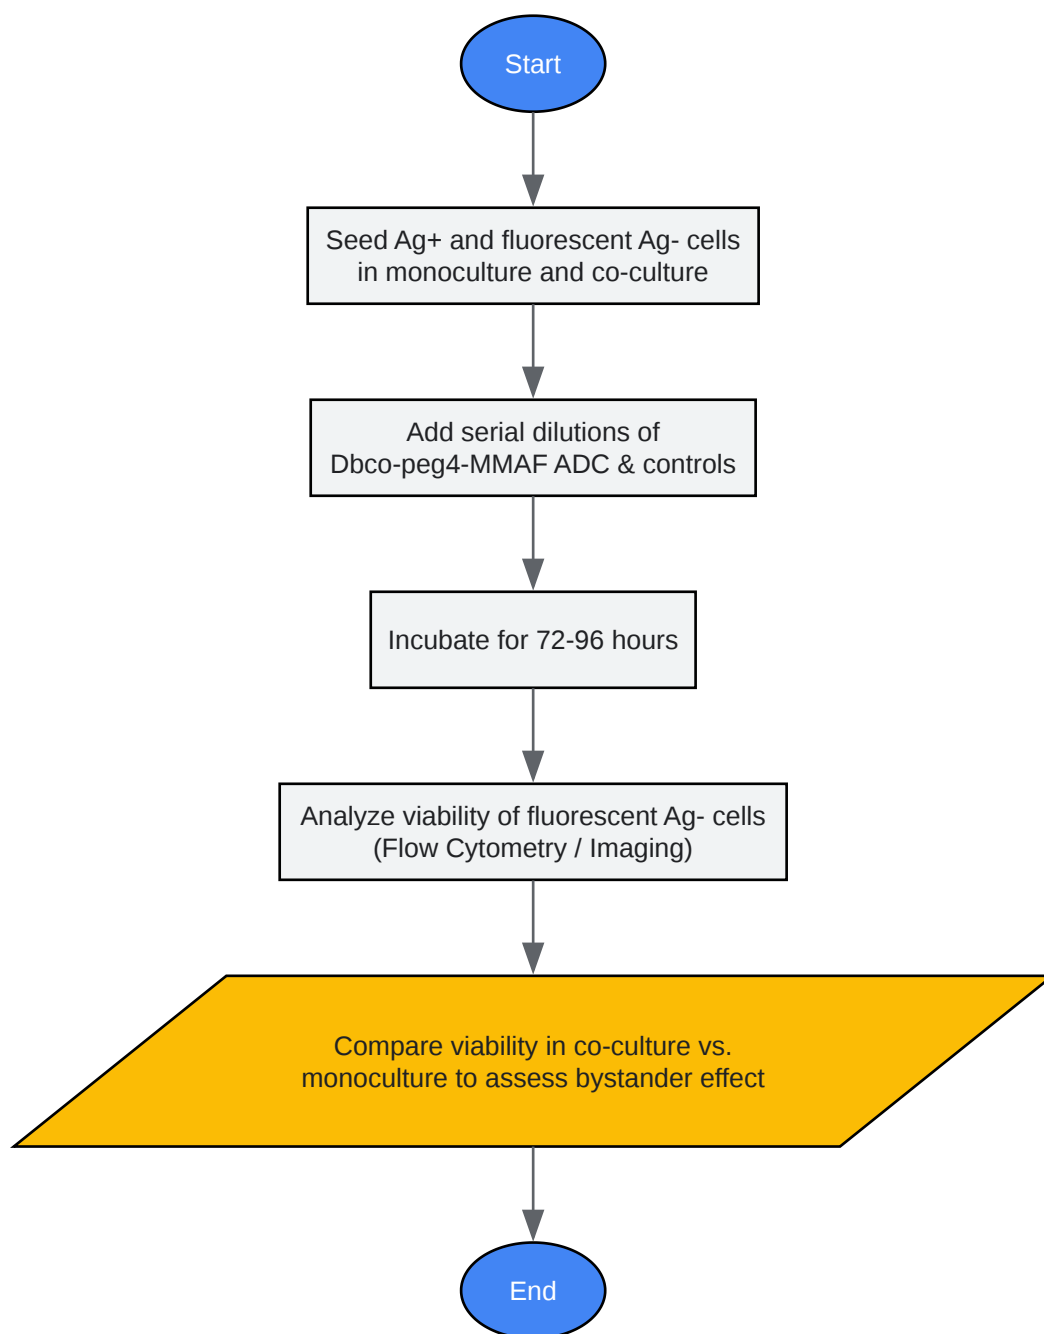 Start
Seed Ag+ and fluorescent Ag- cells
in monoculture and co-culture
Add serial dilutions of
Dbco-peg4-MMAF ADC & controls
Incubate for 72-96 hours
Analyze viability of fluorescent Ag- cells
(Flow Cytometry / Imaging)
Compare viability in co-culture vs.
monoculture to assess bystander effect
End